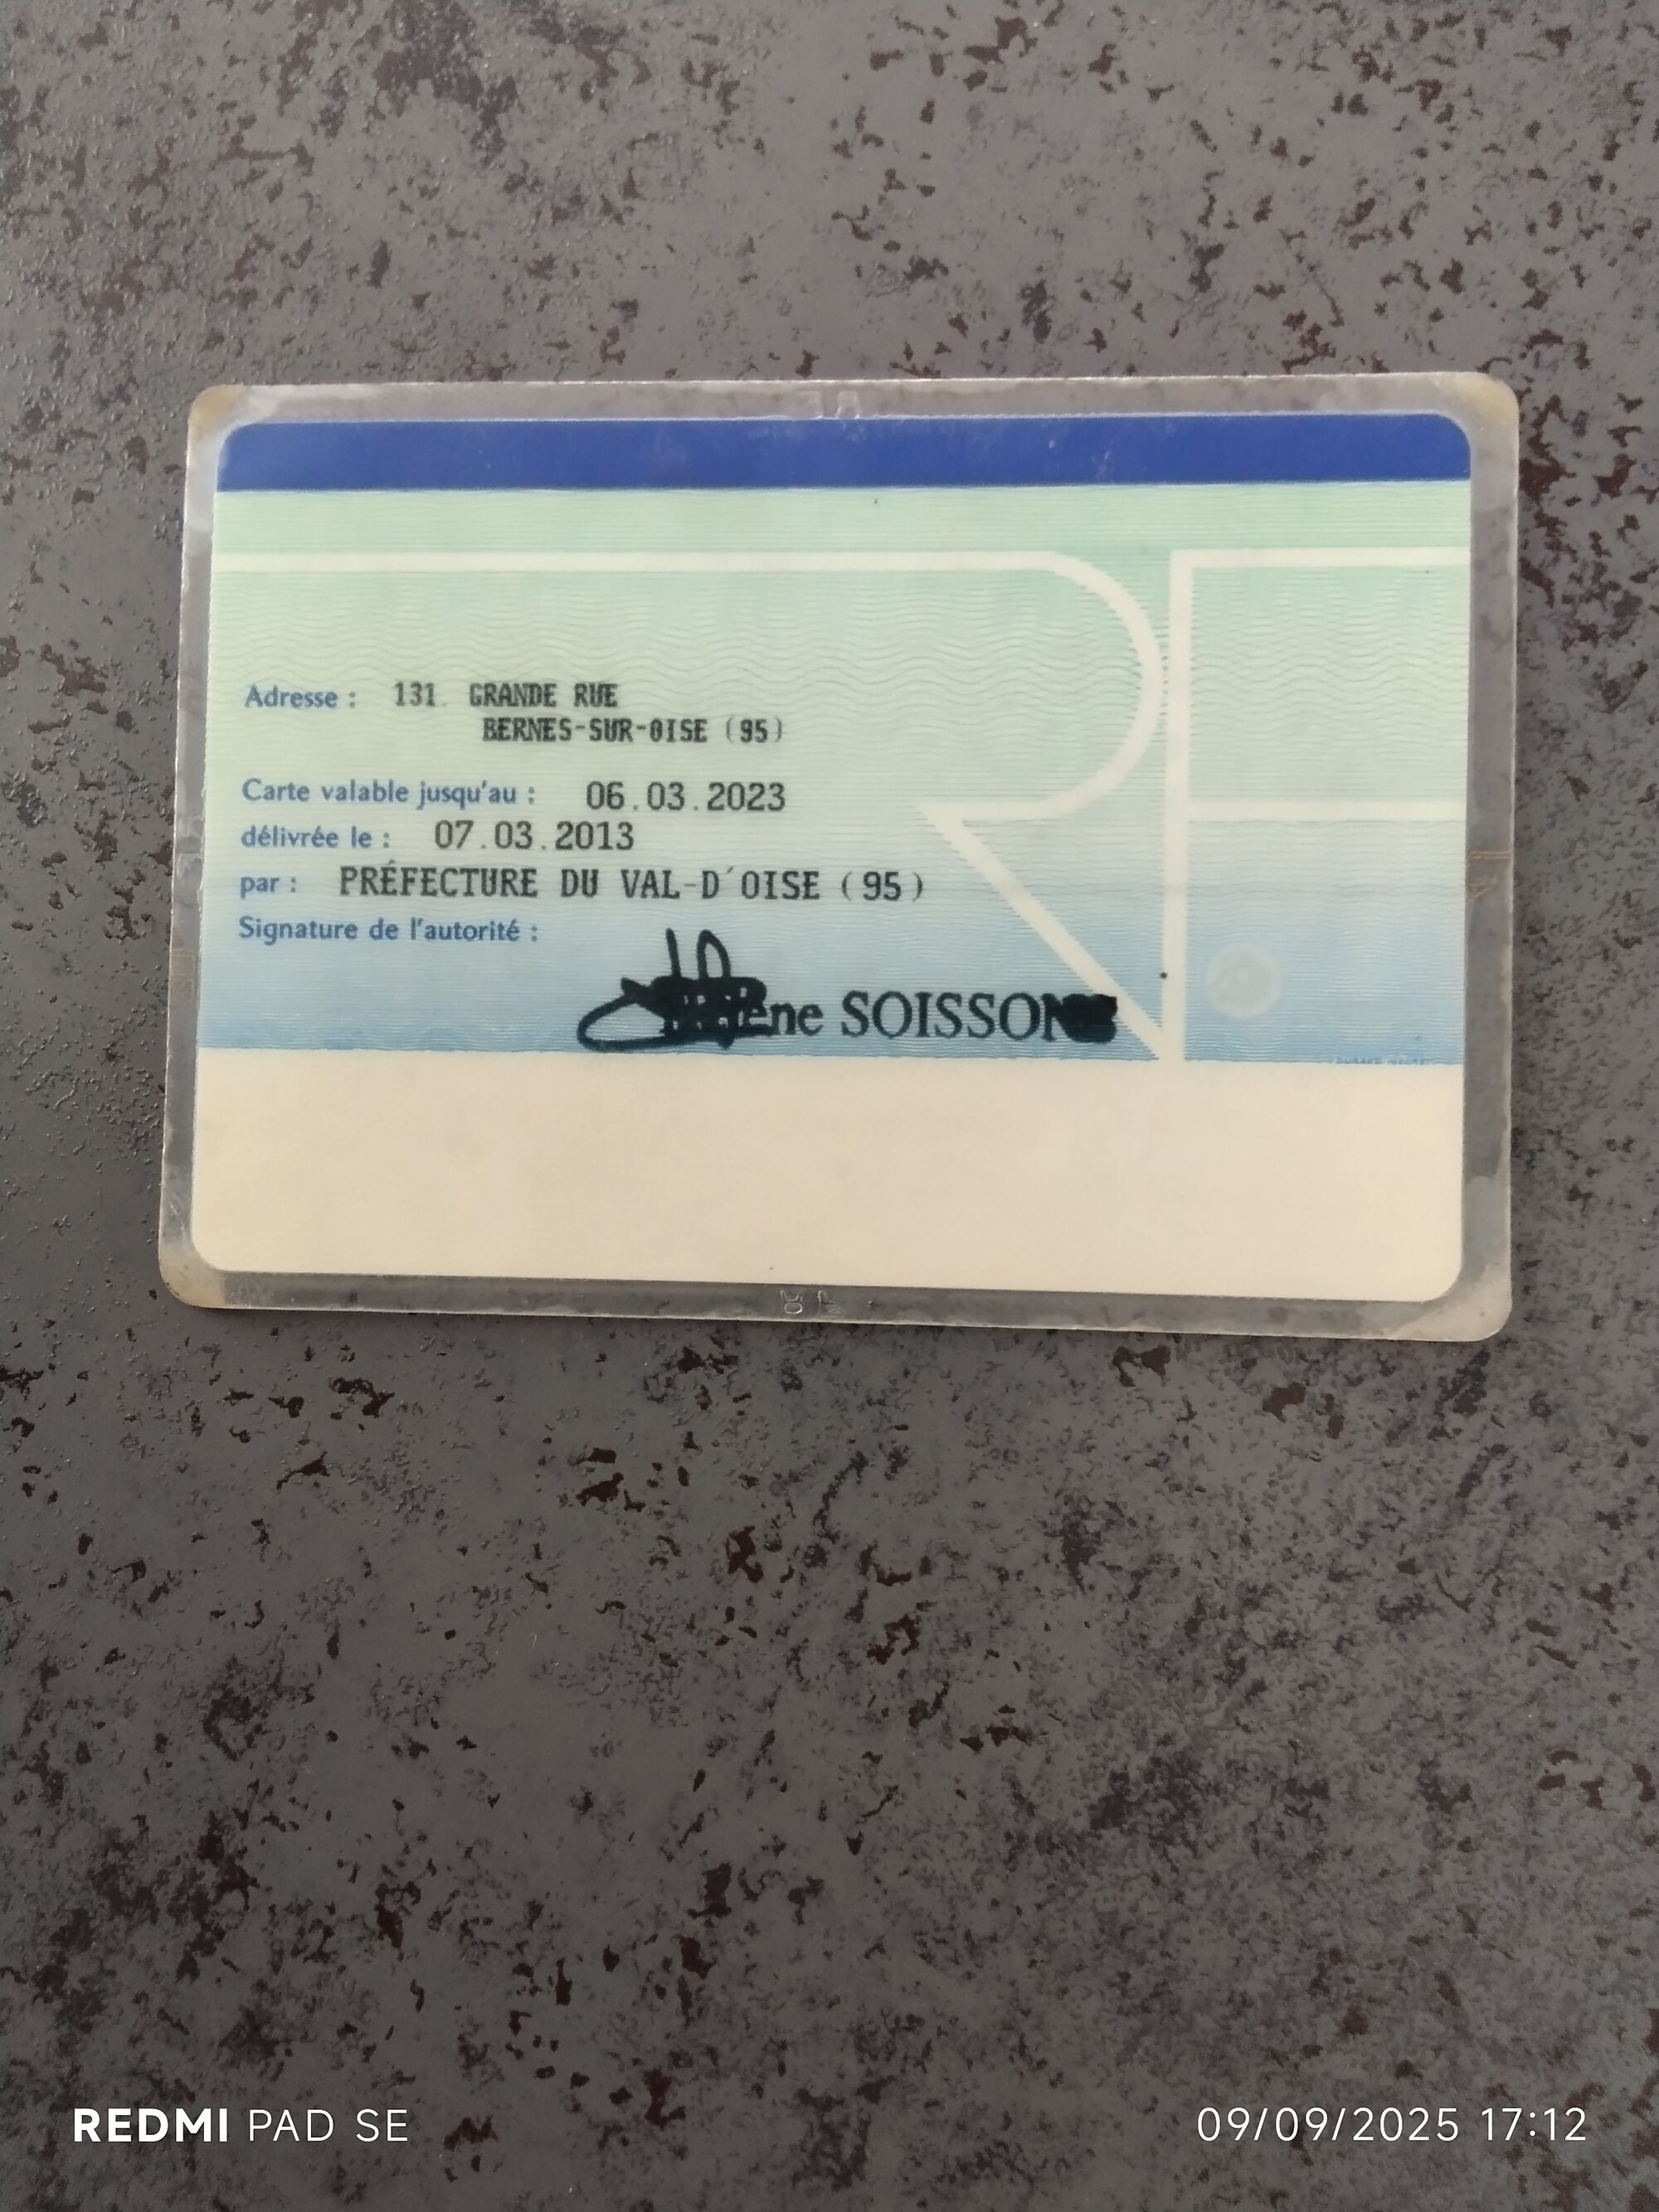 Adresse : 131 GRANDE RUE
BERNES-SUR-OISE (95)
Carte valable jusqu'au : 06.03.2023
délivrée le : 07.03.2013
par : PRÉFECTURE DU VAL-D'OISE (95)
Signature de l'autorité :
SOISSON
RF
REDMI PAD SE
09/09/2025 17:12